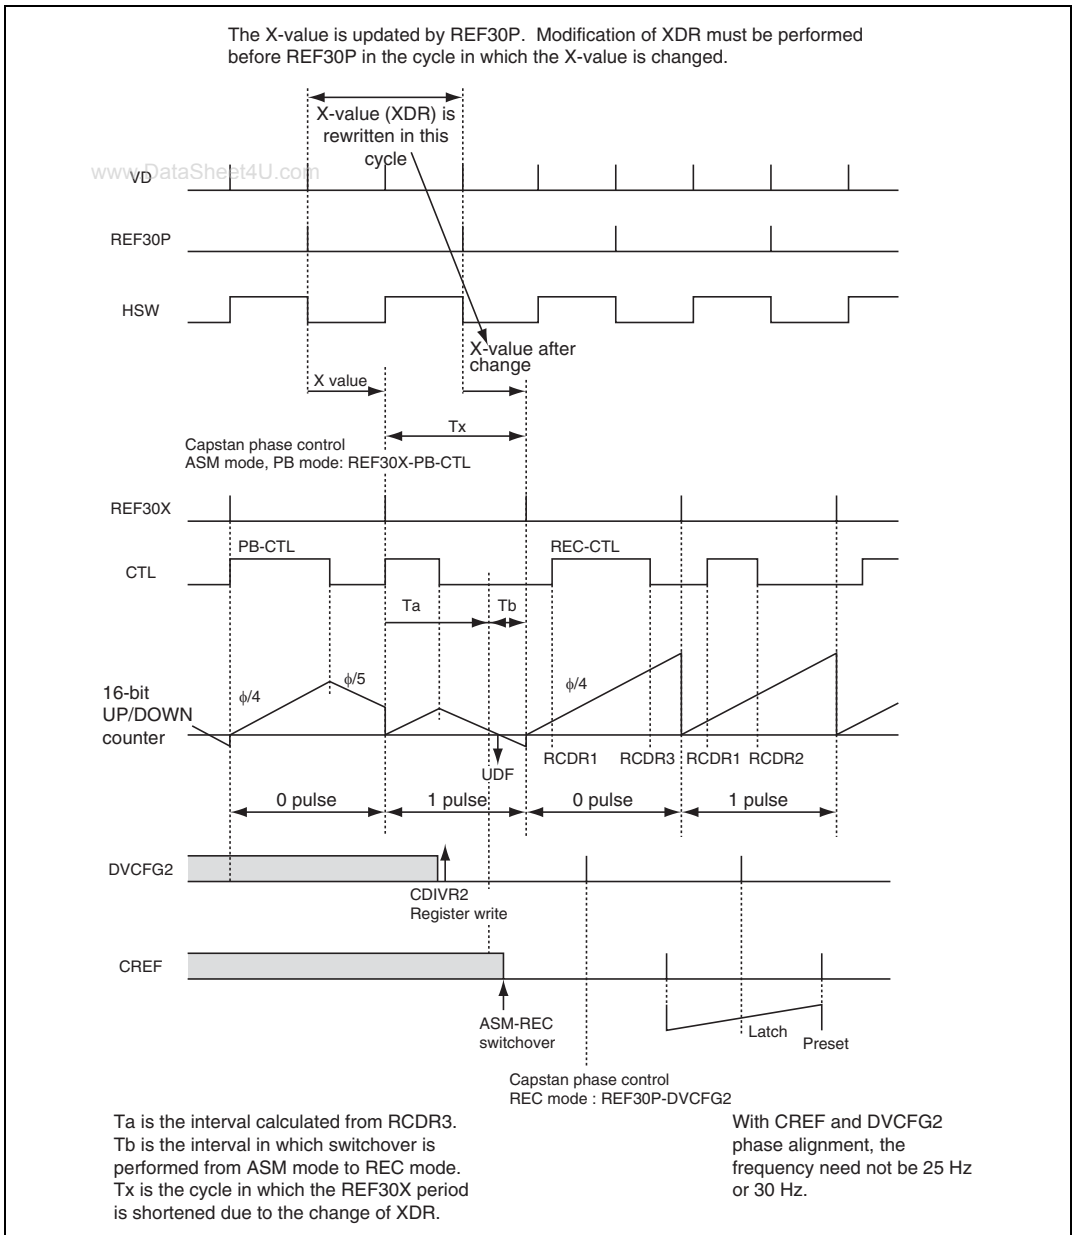 The X-value is updated by REF30P.  Modification of XDR must be performed
before REF30P in the cycle in which the X-value is changed.
X-value (XDR) is
rewritten in this
cycle
www.DataSheet4U.com
VD
REF30P
HSW
X-value after
change
X value
Tx
Capstan phase control
ASM mode, PB mode: REF30X-PB-CTL
REF30X
PB-CTL
REC-CTL
CTL
Ta
Tb
ϕ/4
ϕ/5
ϕ/4
16-bit
UP/DOWN
counter
RCDR1
RCDR3
RCDR1
RCDR2
UDF
0 pulse
1 pulse
0 pulse
1 pulse
DVCFG2
CDIVR2
Register write
CREF
ASM-REC
switchover
Latch
Preset
Capstan phase control
REC mode : REF30P-DVCFG2
Ta is the interval calculated from RCDR3.
Tb is the interval in which switchover is
performed from ASM mode to REC mode.
Tx is the cycle in which the REF30X period
is shortened due to the change of XDR.
With CREF and DVCFG2
phase alignment, the
frequency need not be 25 Hz
or 30 Hz.